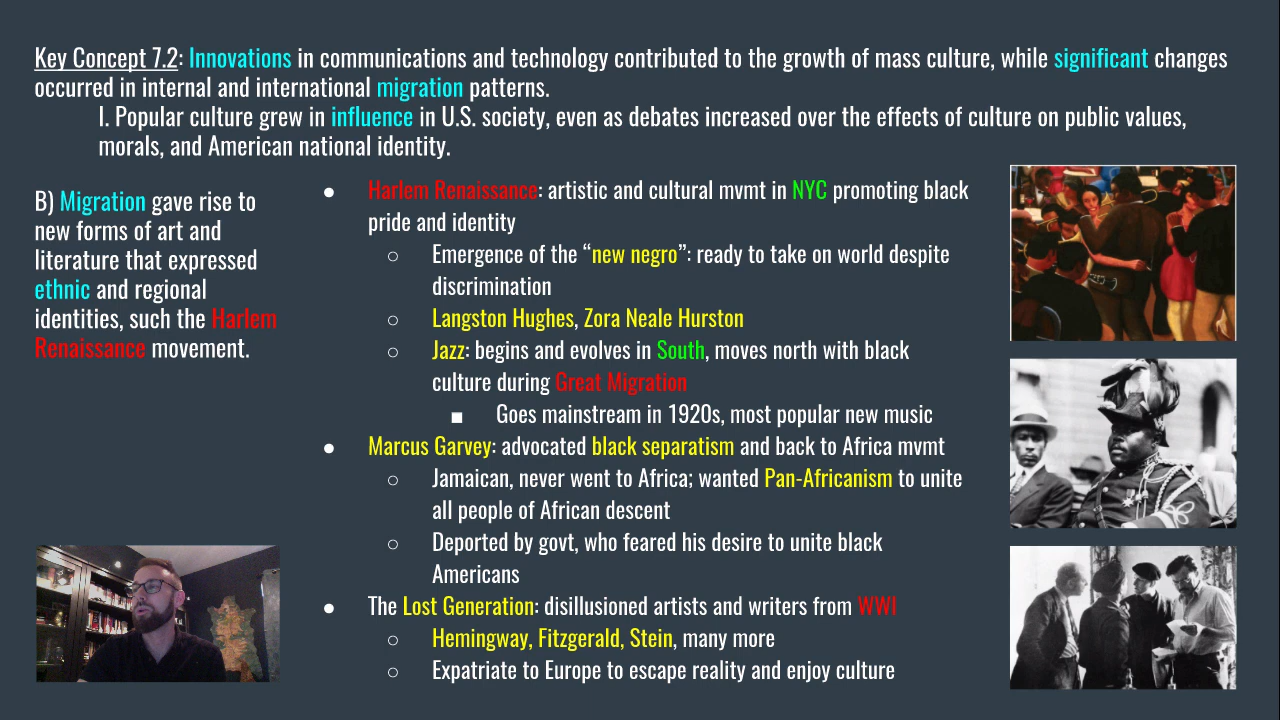 Key Concept 7.2: Innovations in communications and technology contributed to the growth of mass culture, while significant changes
occurred in internal and international migration patterns.
I. Popular culture grew in influence in U.S. society, even as debates increased over the effects of culture on public values,
morals, and American national identity.
B) Migration gave rise to
new forms of art and
literature that expressed
ethnic and regional
identities, such the Harlem
Renaissance movement.
● Harlem Renaissance: artistic and cultural mvmt in NYC promoting black
pride and identity
○ Emergence of the “new negro”: ready to take on world despite
discrimination
○ Langston Hughes, Zora Neale Hurston
○ Jazz: begins and evolves in South, moves north with black
culture during Great Migration
■ Goes mainstream in 1920s, most popular new music
● Marcus Garvey: advocated black separatism and back to Africa mvmt
○ Jamaican, never went to Africa; wanted Pan-Africanism to unite
all people of African descent
○ Deported by govt, who feared his desire to unite black
Americans
● The Lost Generation: disillusioned artists and writers from WWI
○ Hemingway, Fitzgerald, Stein, many more
○ Expatriate to Europe to escape reality and enjoy culture